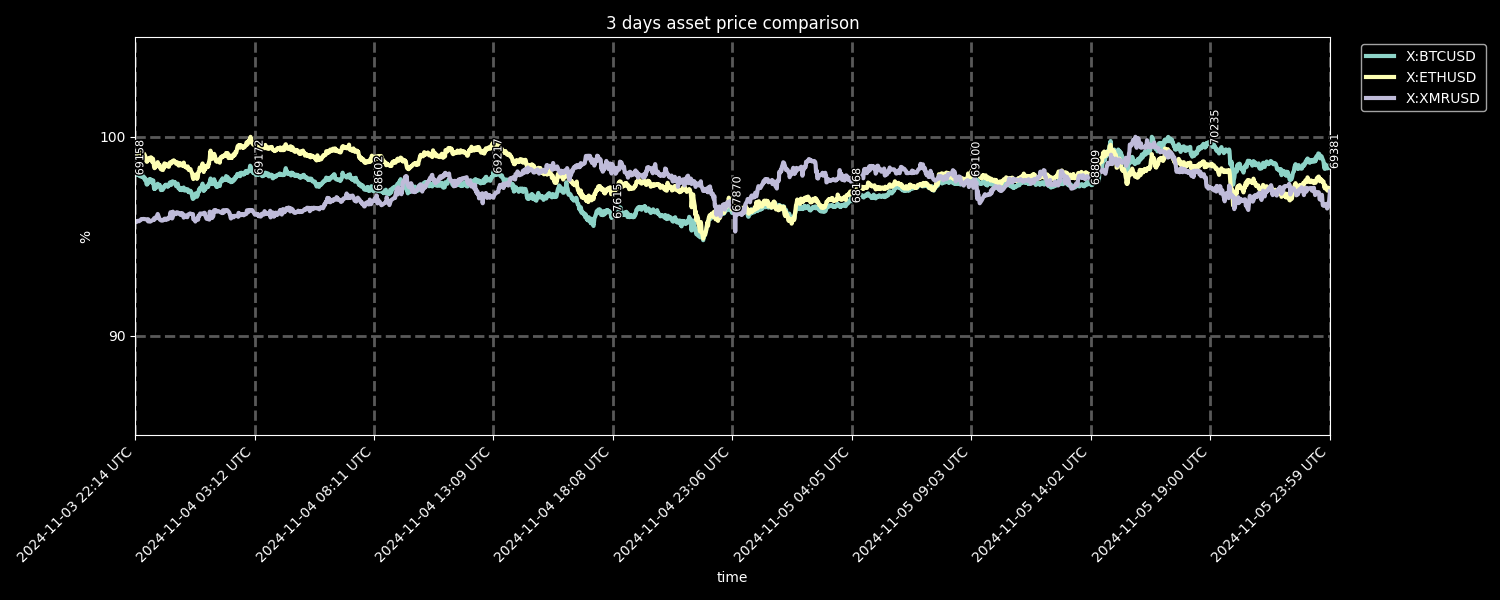 3 days asset price comparison
X:BTCUSD
X:ETHUSD
X:XMRUSD
100
90
%
69158
69172
68602
69217
67615
67870
68168
69100
68809
70235
69381
2024-11-03 22:14 UTC
2024-11-04 03:12 UTC
2024-11-04 08:11 UTC
2024-11-04 13:09 UTC
2024-11-04 18:08 UTC
2024-11-04 23:06 UTC
2024-11-05 04:05 UTC
2024-11-05 09:03 UTC
2024-11-05 14:02 UTC
2024-11-05 19:00 UTC
2024-11-05 23:59 UTC
time